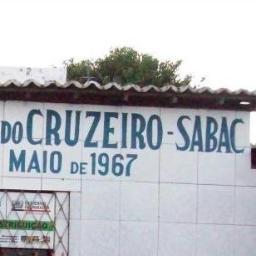 DO CRUZEIRO - SABAC
MAIO DE 1967